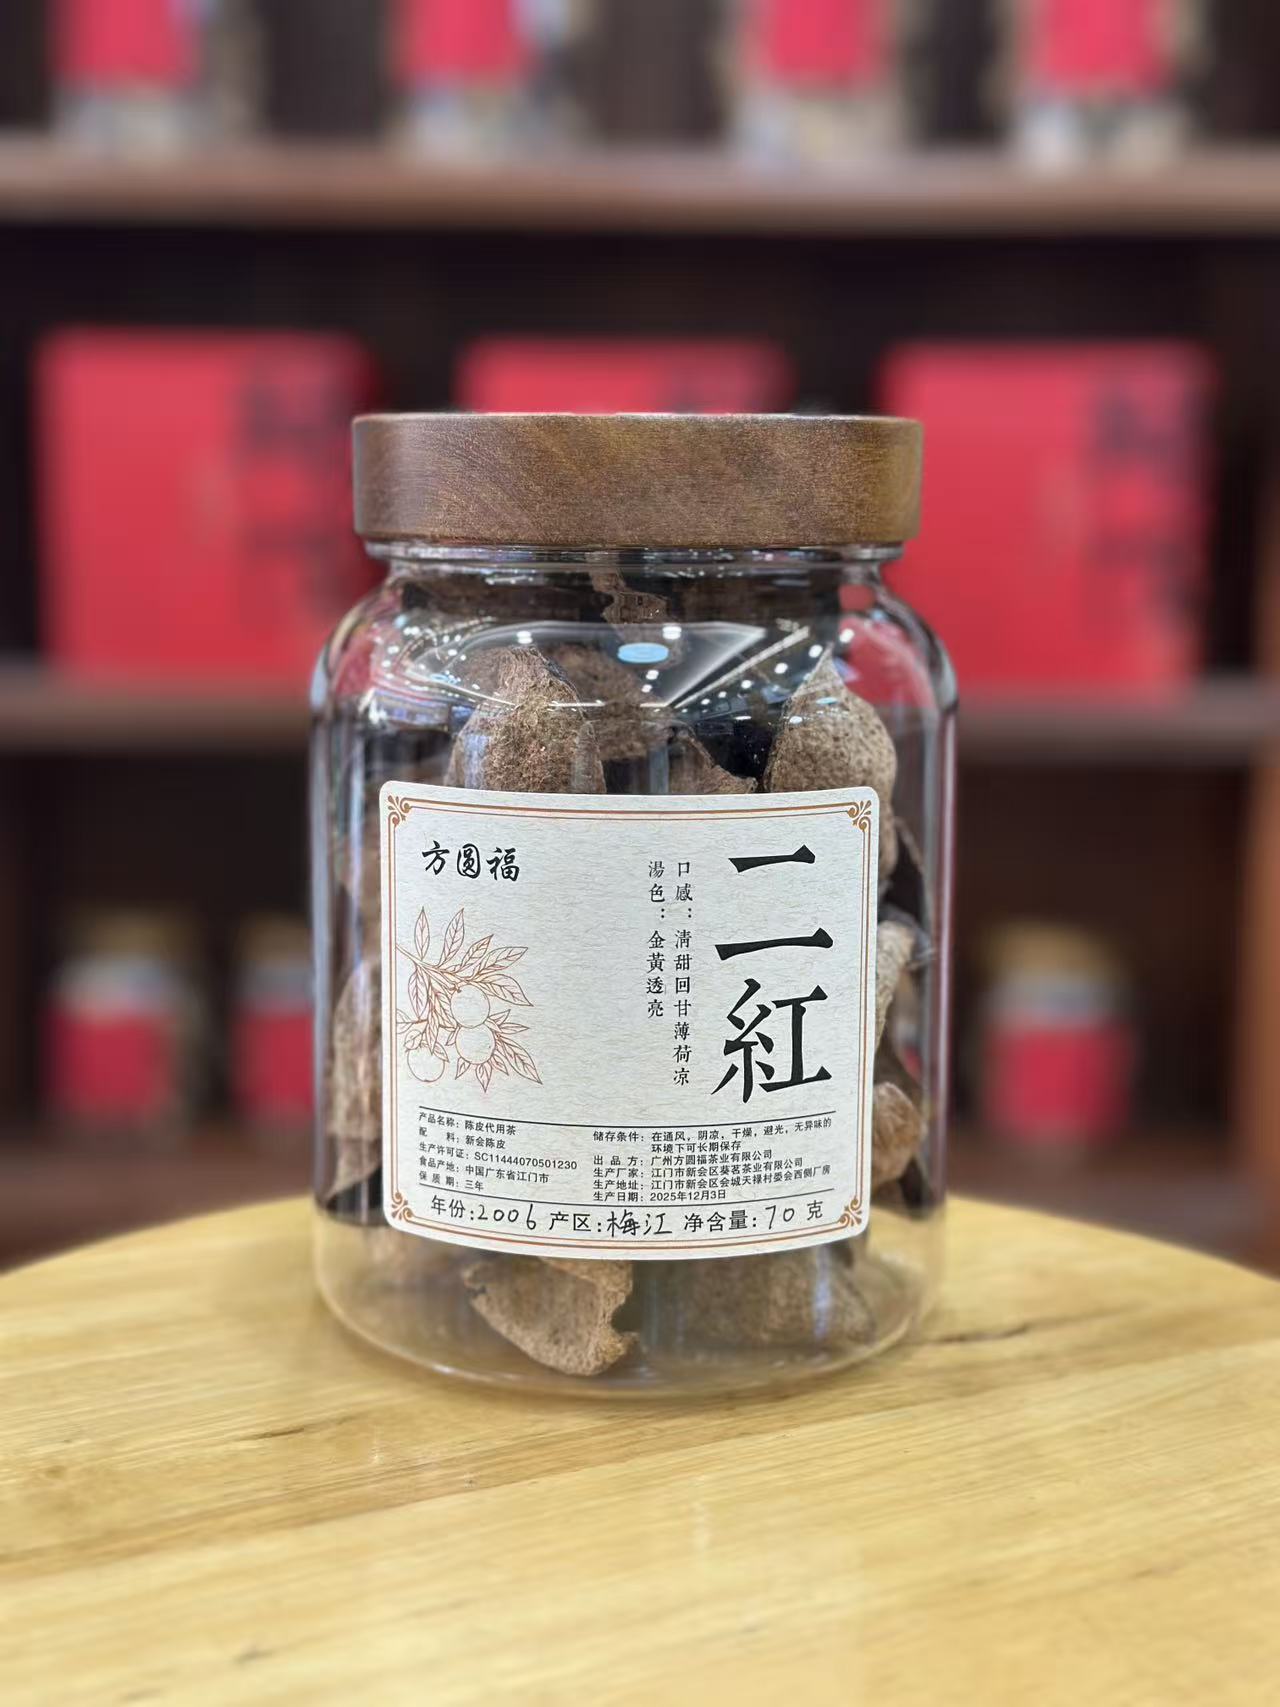 方圆福
二红
口感：清甜回甘薄荷凉
湯色：金黃透亮
产品名称：陈皮代用茶
配　　料：新会陈皮
生产许可证：SC11444070501230
食品产地：中国广东省江门市
保 质 期：三年
储存条件：在通风，阴凉，干燥，避光，无异味的
环境下可长期保存
出 品 方：广州方圆福茶业有限公司
生产厂家：江门市新会区葵茗茶业有限公司
生产地址：江门市新会区会城天禄村委会西侧厂房
生产日期：2025年12月3日
年份:2006 产区:梅江 净含量:70克